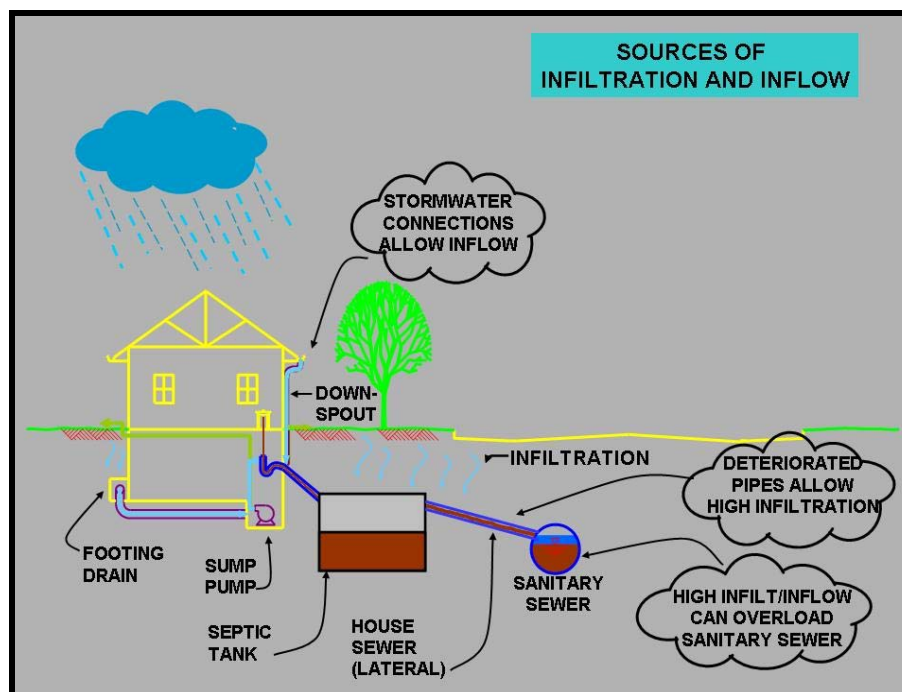 SOURCES OF
INFILTRATION AND INFLOW
STORMWATER
CONNECTIONS
ALLOW INFLOW
DOWN-
SPOUT
INFILTRATION
DETERIORATED
PIPES ALLOW
HIGH INFILTRATION
FOOTING
DRAIN
SUMP
PUMP
SEPTIC
TANK
HOUSE
SEWER
(LATERAL)
SANITARY
SEWER
HIGH INFILT/INFLOW
CAN OVERLOAD
SANITARY SEWER